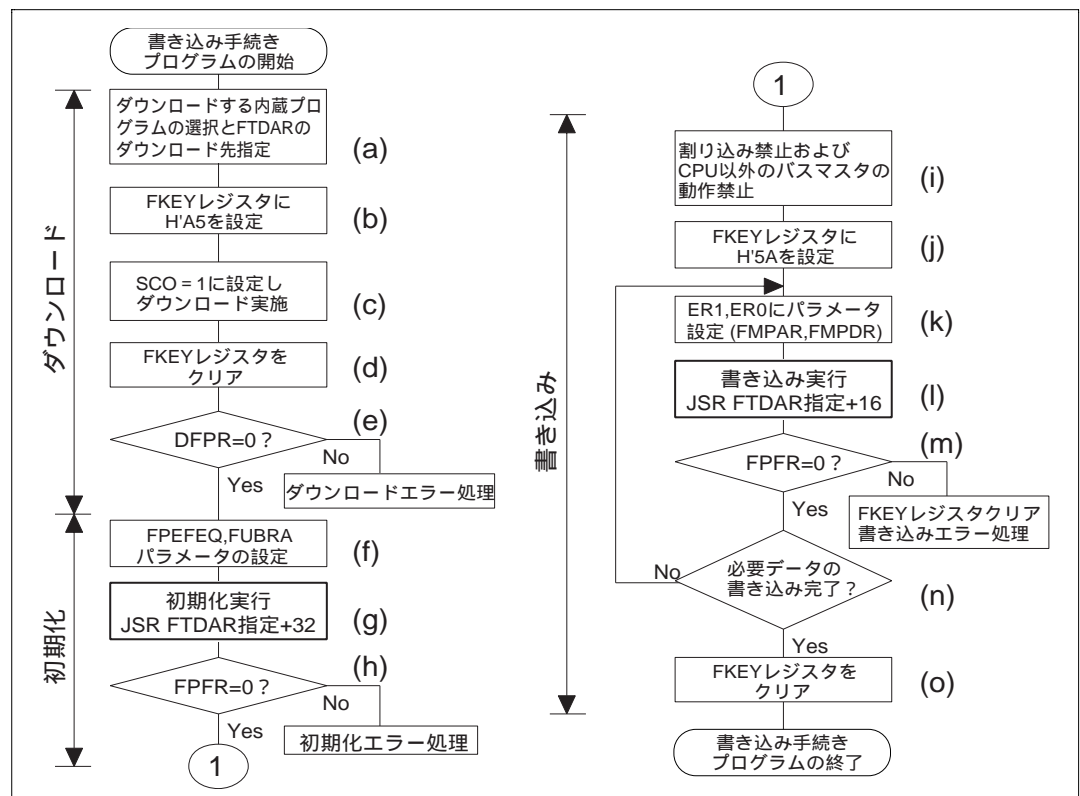 書き込み手続き
プログラムの開始
ダウンロード
ダウンロードする内蔵プロ
グラムの選択とFTDARの
ダウンロード先指定
(a)
FKEYレジスタに
H'A5を設定
(b)
SCO = 1に設定し
ダウンロード実施
(c)
FKEYレジスタを
クリア
(d)
DFPR=0？
(e)
No
Yes
ダウンロードエラー処理
初期化
FPEFEQ,FUBRA
パラメータの設定
(f)
初期化実行
JSR FTDAR指定+32
(g)
FPFR=0？
(h)
No
Yes
初期化エラー処理
1
1
書き込み
割り込み禁止および
CPU以外のバスマスタの
動作禁止
(i)
FKEYレジスタに
H'5Aを設定
(j)
ER1,ER0にパラメータ
設定 (FMPAR,FMPDR)
(k)
書き込み実行
JSR FTDAR指定+16
(l)
FPFR=0？
(m)
No
Yes
FKEYレジスタクリア
書き込みエラー処理
必要データの
書き込み完了？
(n)
No
Yes
FKEYレジスタを
クリア
(o)
書き込み手続き
プログラムの終了